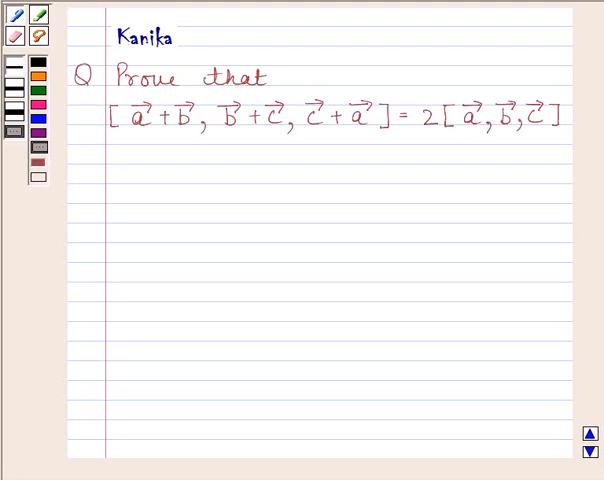 Kanika
Q Prove that
[ a⃗ + b⃗ , b⃗ + c⃗ , c⃗ + a⃗ ] = 2 [ a⃗ , b⃗ , c⃗ ]